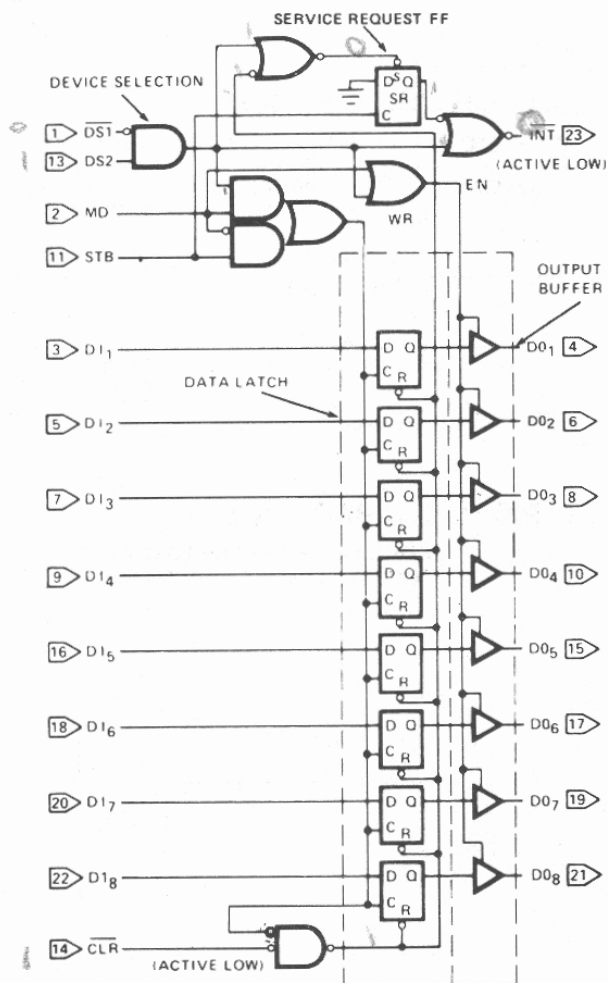 SERVICE REQUEST FF
DEVICE SELECTION
D S Q
SR
C
1 DS1
13 DS2
INT 23
(ACTIVE LOW)
EN
2 MD
WR
11 STB
OUTPUT
BUFFER
3 DI1 D Q C R DO1 4
DATA LATCH
5 DI2 D Q C R DO2 6
7 DI3 D Q C R DO3 8
9 DI4 D Q C R DO4 10
16 DI5 D Q C R DO5 15
18 DI6 D Q C R DO6 17
20 DI7 D Q C R DO7 19
22 DI8 D Q C R DO8 21
14 CLR
(ACTIVE LOW)